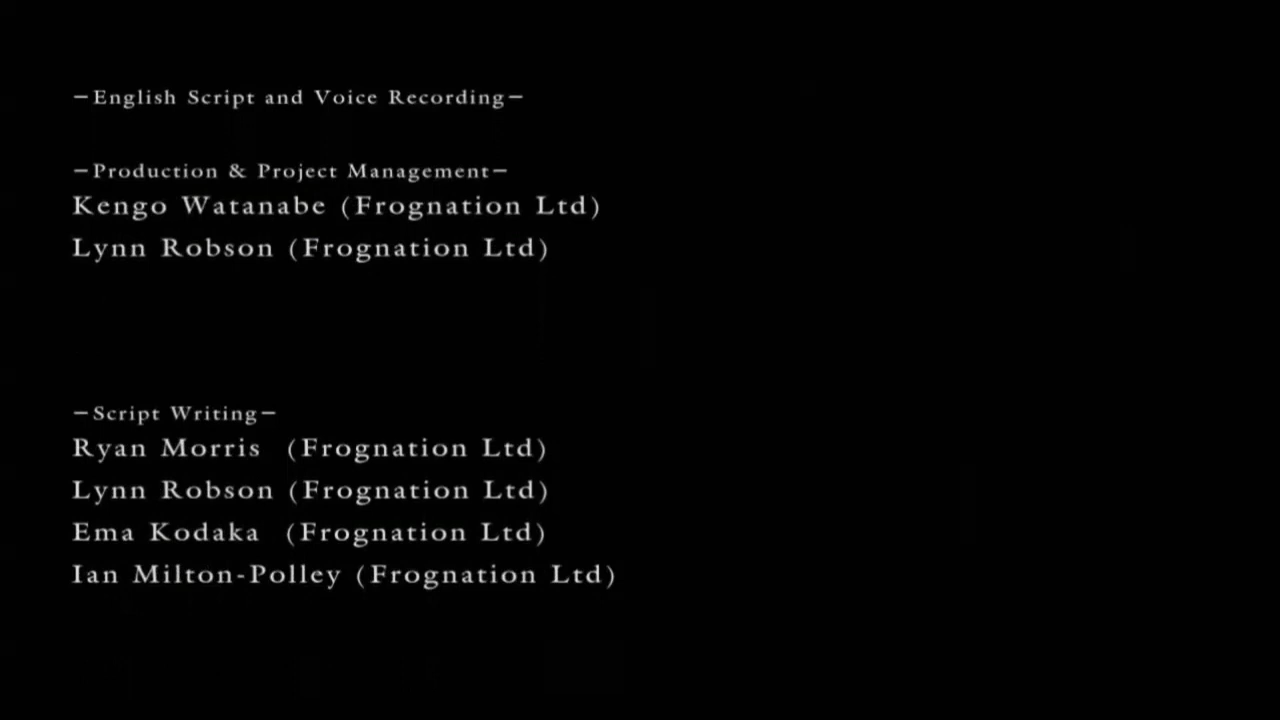 –English Script and Voice Recording–
–Production & Project Management–
Kengo Watanabe (Frognation Ltd)
Lynn Robson (Frognation Ltd)
–Script Writing–
Ryan Morris (Frognation Ltd)
Lynn Robson (Frognation Ltd)
Ema Kodaka (Frognation Ltd)
Ian Milton-Polley (Frognation Ltd)